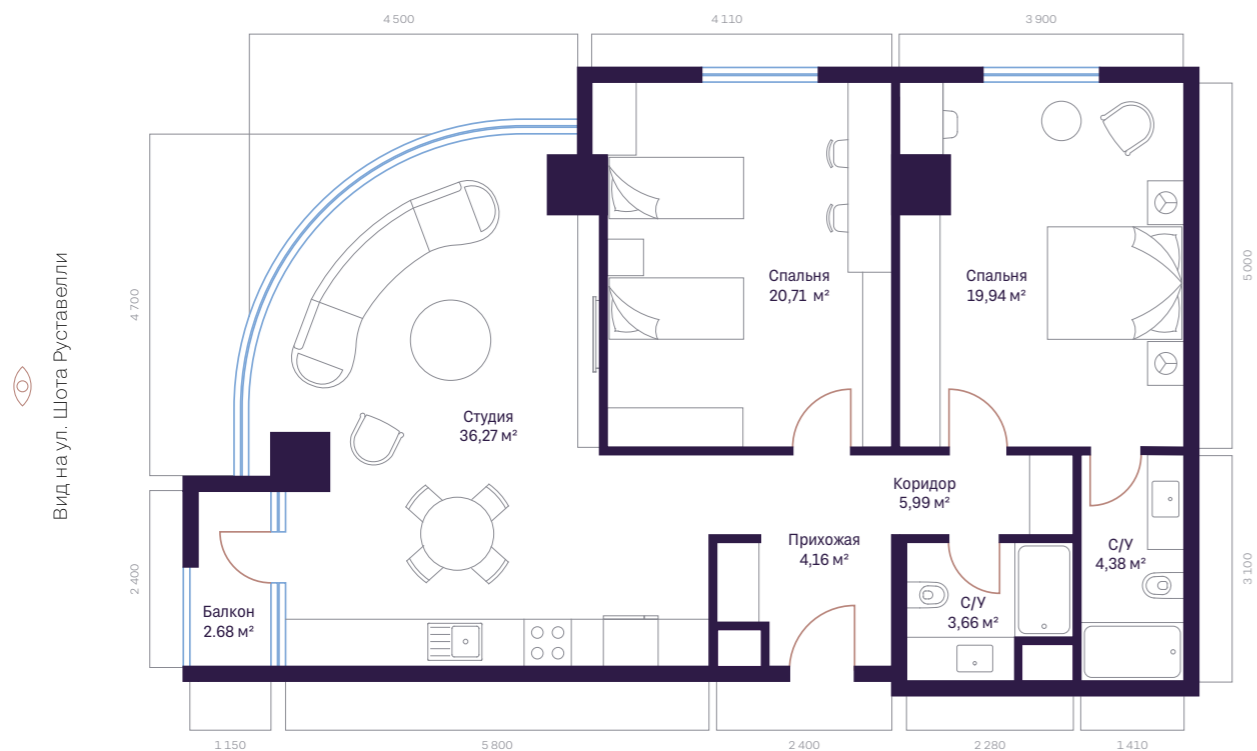 4 500
4 110
3 900
4 700
Вид на ул. Шота Руставелли
5 000
Спальня
20,71 м²
Спальня
19,94 м²
Студия
36,27 м²
Коридор
5,99 м²
Прихожая
4,16 м²
С/У
4,38 м²
2 400
3 100
Балкон
2.68 м²
С/У
3,66 м²
1 150
5 800
2 400
2 280
1 410